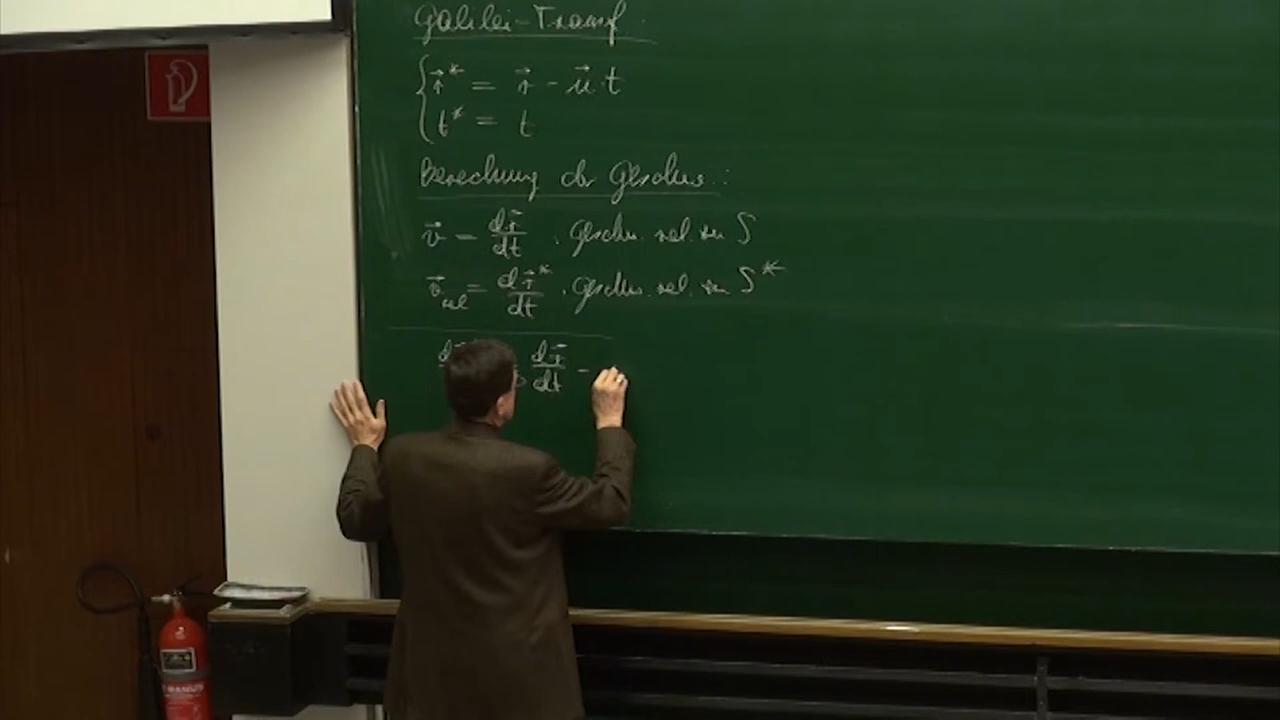 Galilei-Transf.
r⃗* = r⃗ - u⃗ t
t* = t
Berechnung der Geschw.:
v⃗ = dr⃗/dt . Geschw. rel. zu S
v⃗rel = dr⃗*/dt . Geschw. rel. zu S*
dr⃗/dt -